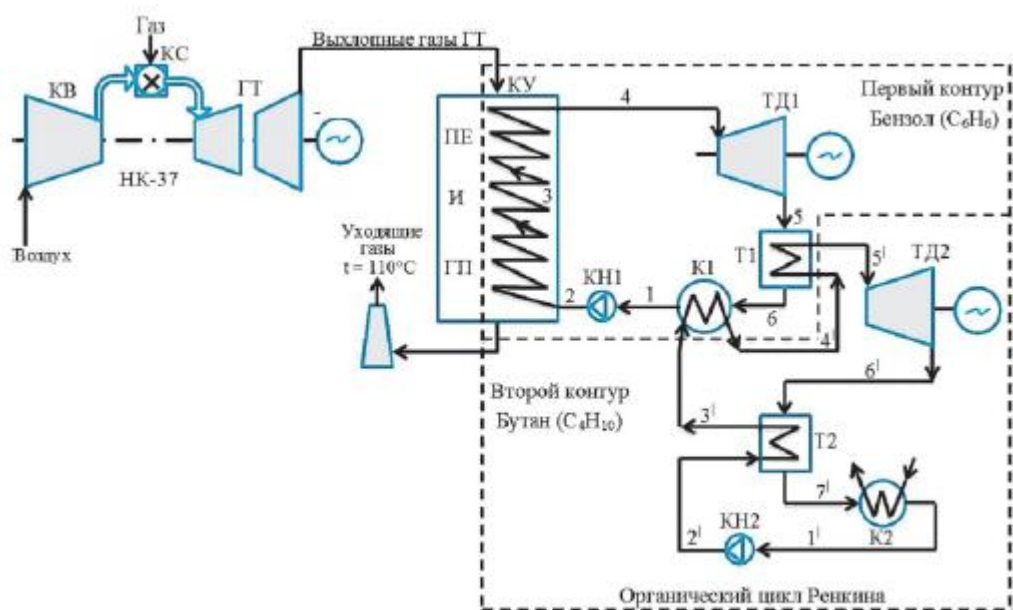 Газ
КС
КВ
ГТ
НК-37
Воздух
Выхлопные газы ГТ
КУ
ПЕ
И
ГП
Уходящие
газы
t = 110°C
Первый контур
Бензол (C₆H₆)
4
ТД1
3
5
Т1
5|
ТД2
К1
КН1
2
1
6
4|
6|
Второй контур
Бутан (C₄H₁₀)
3|
Т2
7|
К2
КН2
2|
1|
Органический цикл Ренкина